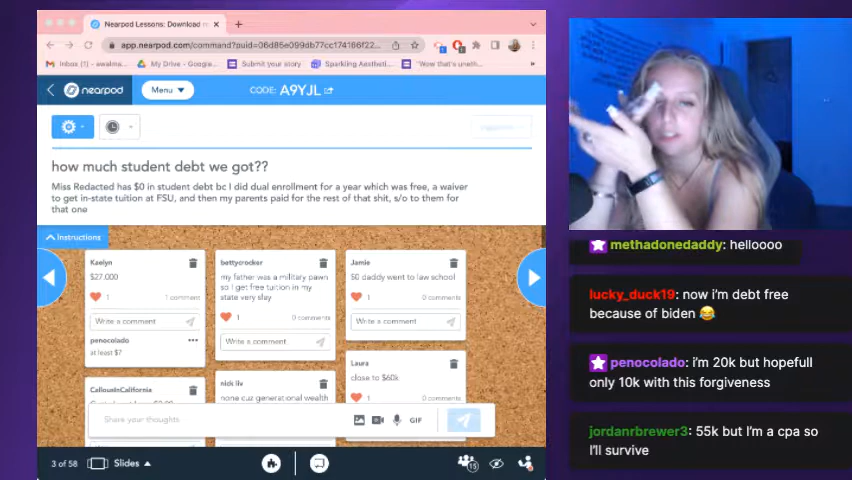 Nearpod Lessons: Download
app.nearpod.com/command?puid=06d85e099db77cc174166f22...
Inbox (1) - awalma...
My Drive - Google...
Submit your story
Sparkling Aesthetic...
"Wow that's uneth...
nearpod
Menu
CODE: A9YJL
how much student debt we got??
Miss Redacted has $0 in student debt bc I did dual enrollment for a year which was free, a waiver
to get in-state tuition at FSU, and then my parents paid for the rest of that shit, s/o to them for
that one
Instructions
Kaelyn
$27,000
1
1 comment
Write a comment
penocolado
at least $7
CallousInCalifornia
bettycrocker
my father was a military pawn
so I get free tuition in my
state very slay
1
0 comments
Write a comment
nick liv
none cuz generational wealth
Jamie
$0 daddy went to law school
1
0 comments
Write a comment
Laura
close to $60k
1
0 comments
Share your thoughts
GIF
3 of 58
Slides
15
methadonedaddy: helloooo
lucky_duck19: now i'm debt free
because of biden 😂
penocolado: i'm 20k but hopefull
only 10k with this forgiveness
jordanrbrewer3: 55k but I'm a cpa so
I'll survive